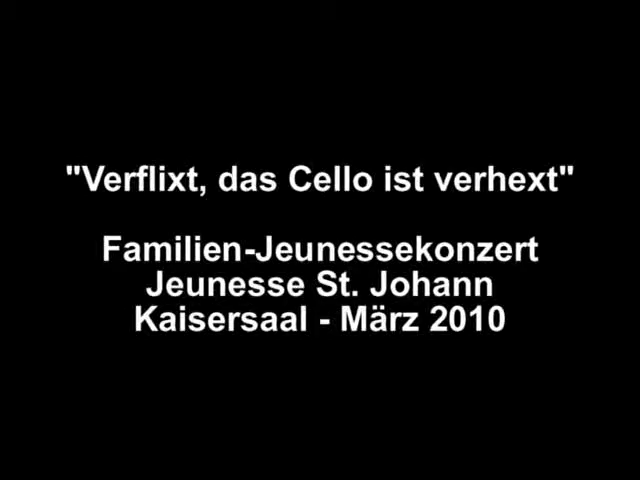 "Verflixt, das Cello ist verhext"
Familien-Jeunessekonzert
Jeunesse St. Johann
Kaisersaal - März 2010